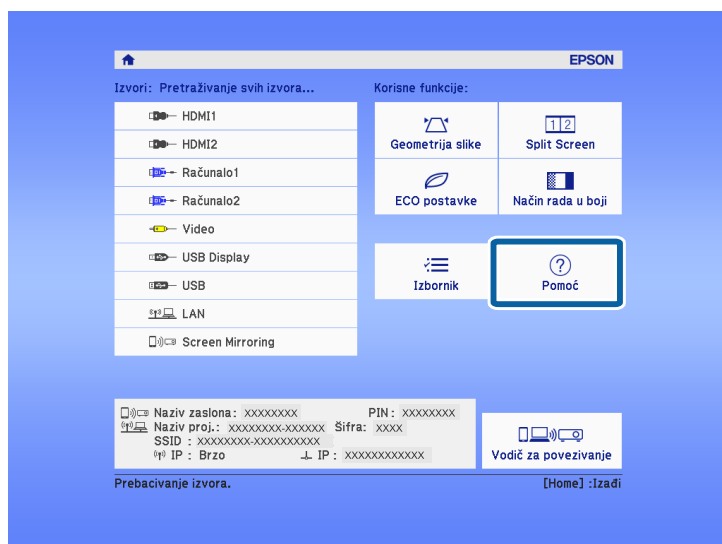 EPSON
Izvori: Pretraživanje svih izvora...
Korisne funkcije:
HDMI1
HDMI2
Računalo1
Računalo2
Video
USB Display
USB
LAN
Screen Mirroring
Geometrija slike
1 2
Split Screen
ECO postavke
Način rada u boji
Izbornik
?
Pomoć
Naziv zaslona: XXXXXXXX PIN: XXXXXXXX
Naziv proj.: XXXXXXXX-XXXXXX Šifra: XXXX
SSID : XXXXXXXX-XXXXXXXXXX
IP : Brzo IP : XXXXXXXXXXXX
Vodič za povezivanje
Prebacivanje izvora. [Home] :Izađi